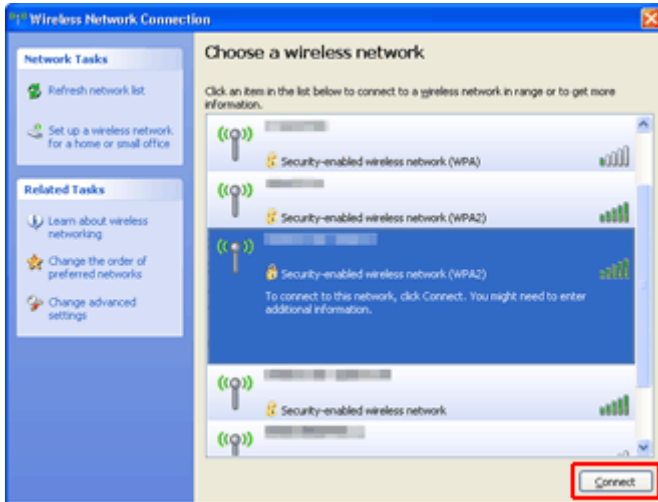 Wireless Network Connection
Network Tasks
Refresh network list
Set up a wireless network
for a home or small office
Related Tasks
Learn about wireless
networking
Change the order of
preferred networks
Change advanced
settings
Choose a wireless network
Click an item in the list below to connect to a wireless network in range or to get more
information.
Security-enabled wireless network (WPA)
Security-enabled wireless network (WPA2)
Security-enabled wireless network (WPA2)
To connect to this network, click Connect. You might need to enter
additional information.
Security-enabled wireless network
Connect